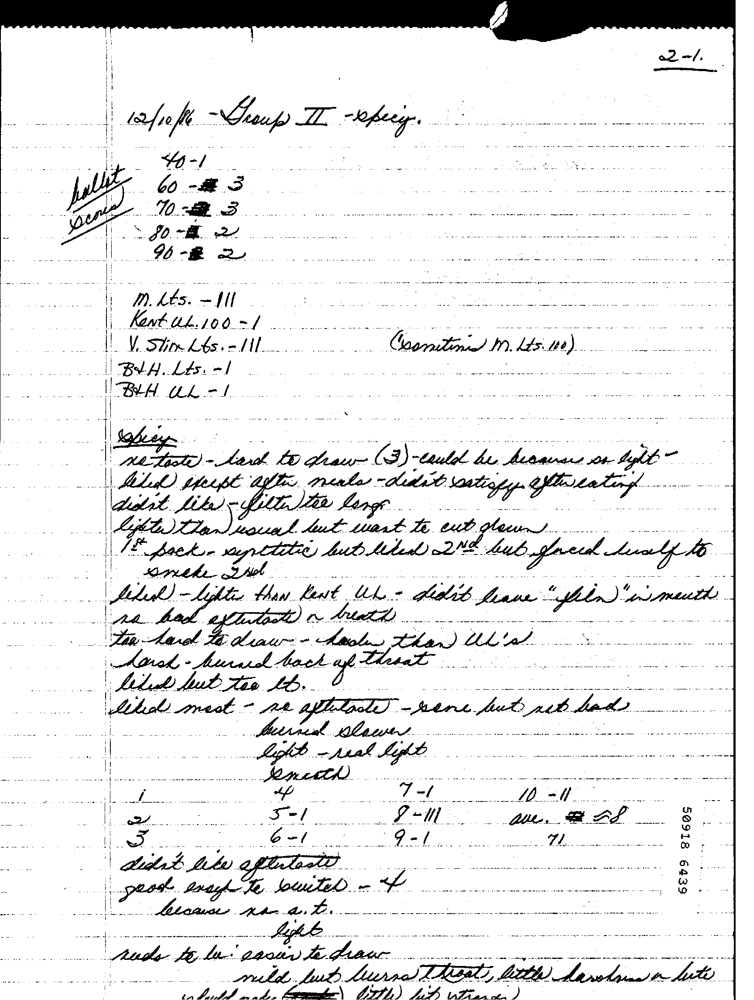 2-1.
12/10/86 - Group II - spicy.
ballot scores
40-1
60 - 3
70 - 3
80 - 2
90 - 2
M. Lts. - III
Kent UL. 100 - I
V. Slim Lts. - III (sometimes M. Lts. 100)
B&H. Lts. - I
B&H UL - I
Spicy
no taste - hard to draw (3) - could be because so light -
liked except after meals - didn't satisfy after eating
didn't like - filter too long
lighter than usual but want to cut down
1st pack - synthetic but liked 2nd but forced herself to
smoke 2nd
liked - lighter than Kent UL - didn't leave "film" in mouth
no bad aftertaste or breath
too hard to draw - harder than UL's
harsh - burned back of throat
liked but too lt.
liked most - no aftertaste - some but not bad
burned slower
light - real light
smooth
1 4 7-1 10-11
2 5-1 8-111 ave. ≈8
3 6-1 9-1 71
didn't like aftertaste
good enough to switch - 4
because no a.t.
light
needs to be: easier to draw
mild but burns throat, little harshness or bite
should make little bit stronger)
50918 6439